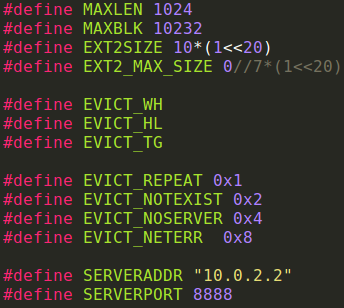 #define MAXLEN 1024
#define MAXBLK 10232
#define EXT2SIZE 10*(1<<20)
#define EXT2_MAX_SIZE 0//7*(1<<20)
#define EVICT_WH
#define EVICT_HL
#define EVICT_TG
#define EVICT_REPEAT 0x1
#define EVICT_NOTEXIST 0x2
#define EVICT_NOSERVER 0x4
#define EVICT_NETERR  0x8
#define SERVERADDR "10.0.2.2"
#define SERVERPORT 8888